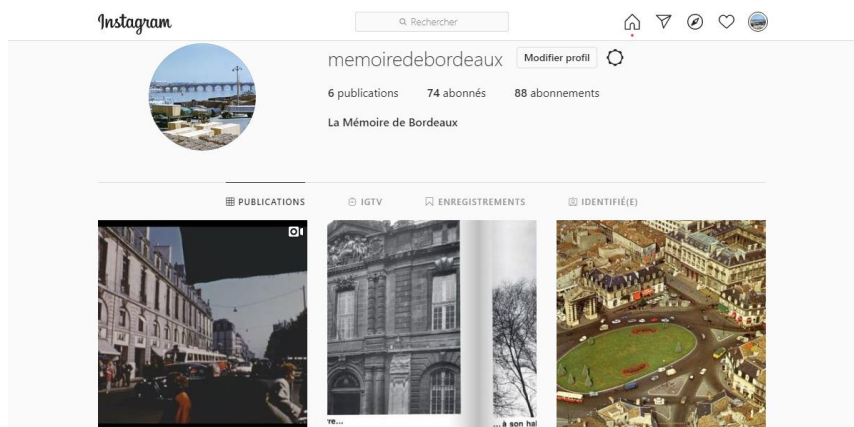 Instagram
Rechercher
memoiredebordeaux Modifier profil
6 publications 74 abonnés 88 abonnements
La Mémoire de Bordeaux
PUBLICATIONS IGTV ENREGISTREMENTS IDENTIFIÉ(E)
re... ... à son hal